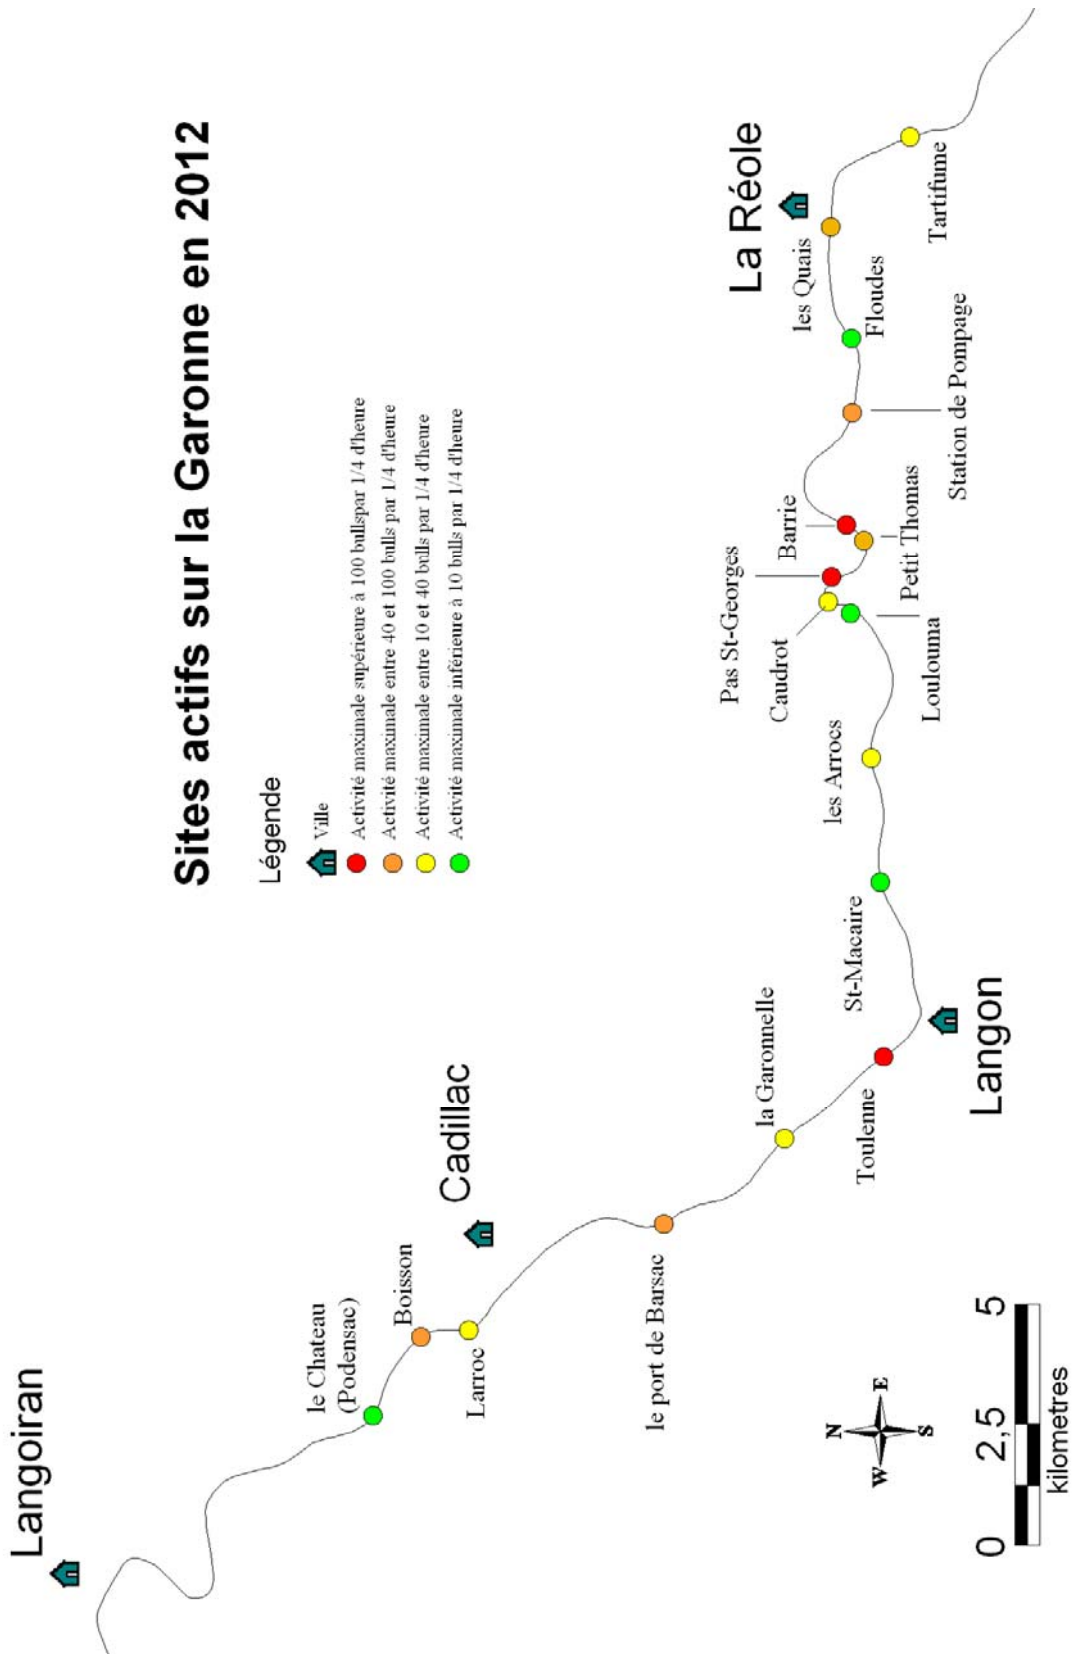 Sites actifs sur la Garonne en 2012
Légende
Ville
Activité maximale supérieure à 100 bullspar 1/4 d'heure
Activité maximale entre 40 et 100 bulls par 1/4 d'heure
Activité maximale entre 10 et 40 bulls par 1/4 d'heure
Activité maximale inférieure à 10 bulls par 1/4 d'heure
Langoiran
le Chateau
(Podensac)
Boisson
Larroc
Cadillac
le port de Barsac
la Garonnelle
Toulenne
Langon
St-Macaire
les Arrocs
Loulouma
Caudrot
Pas St-Georges
Petit Thomas
Barrie
Station de Pompage
Floudes
les Quais
La Réole
Tartifume
N
W
E
S
0 2,5 5
kilometres